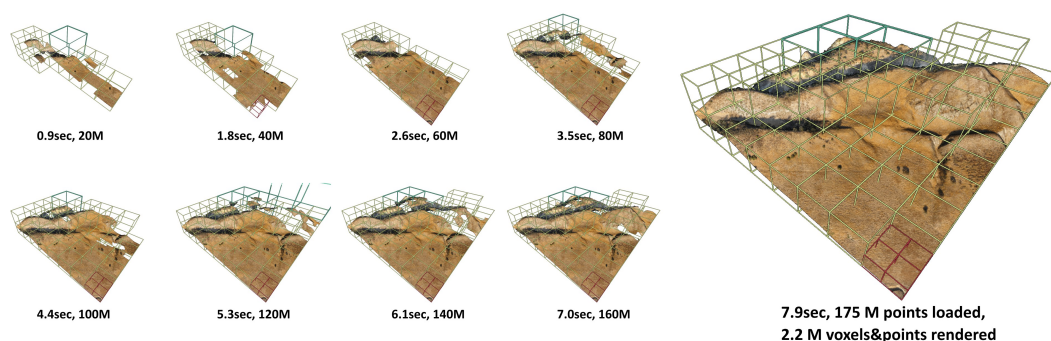 0.9sec, 20M
1.8sec, 40M
2.6sec, 60M
3.5sec, 80M
4.4sec, 100M
5.3sec, 120M
6.1sec, 140M
7.0sec, 160M
7.9sec, 175 M points loaded,
2.2 M voxels&points rendered